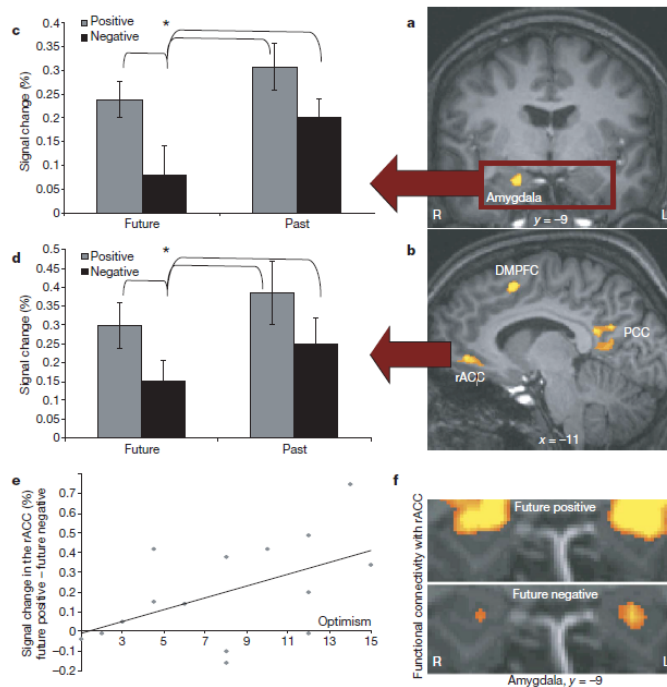 c
*
Positive
Negative
Signal change (%)
0.4
0.35
0.3
0.25
0.2
0.15
0.1
0.05
0
Future
Past
a
Amygdala
R
L
y = −9
d
*
Positive
Negative
Signal change (%)
0.5
0.45
0.4
0.35
0.3
0.25
0.2
0.15
0.1
0.05
0
Future
Past
b
DMPFC
PCC
rACC
x = −11
e
Signal change in the rACC (%)
future positive – future negative
0.7
0.6
0.5
0.4
0.3
0.2
0.1
0
−0.1
−0.2
Optimism
3
6
9
12
15
f
Functional connectivity with rACC
Future positive
Future negative
R
L
Amygdala, y = −9